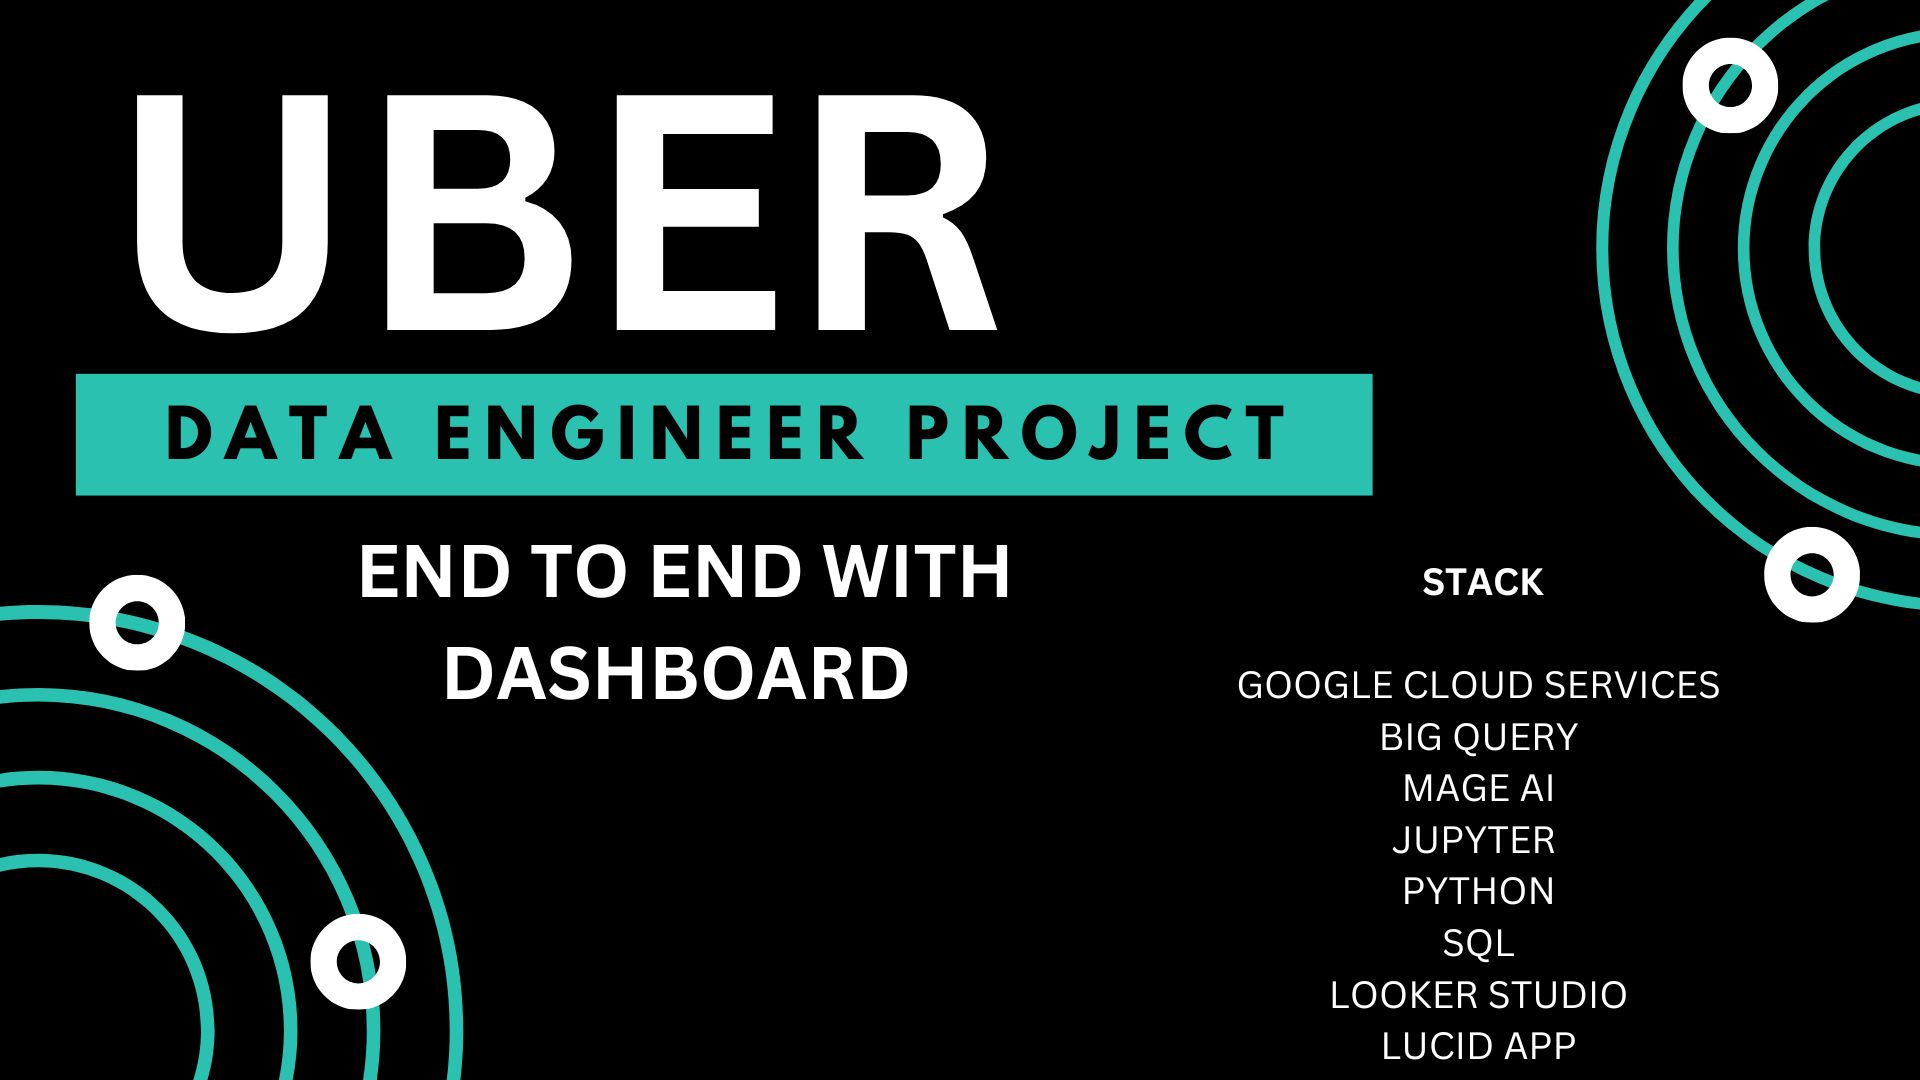 UBER
DATA ENGINEER PROJECT
END TO END WITH
DASHBOARD
STACK
GOOGLE CLOUD SERVICES
BIG QUERY
MAGE AI
JUPYTER
PYTHON
SQL
LOOKER STUDIO
LUCID APP